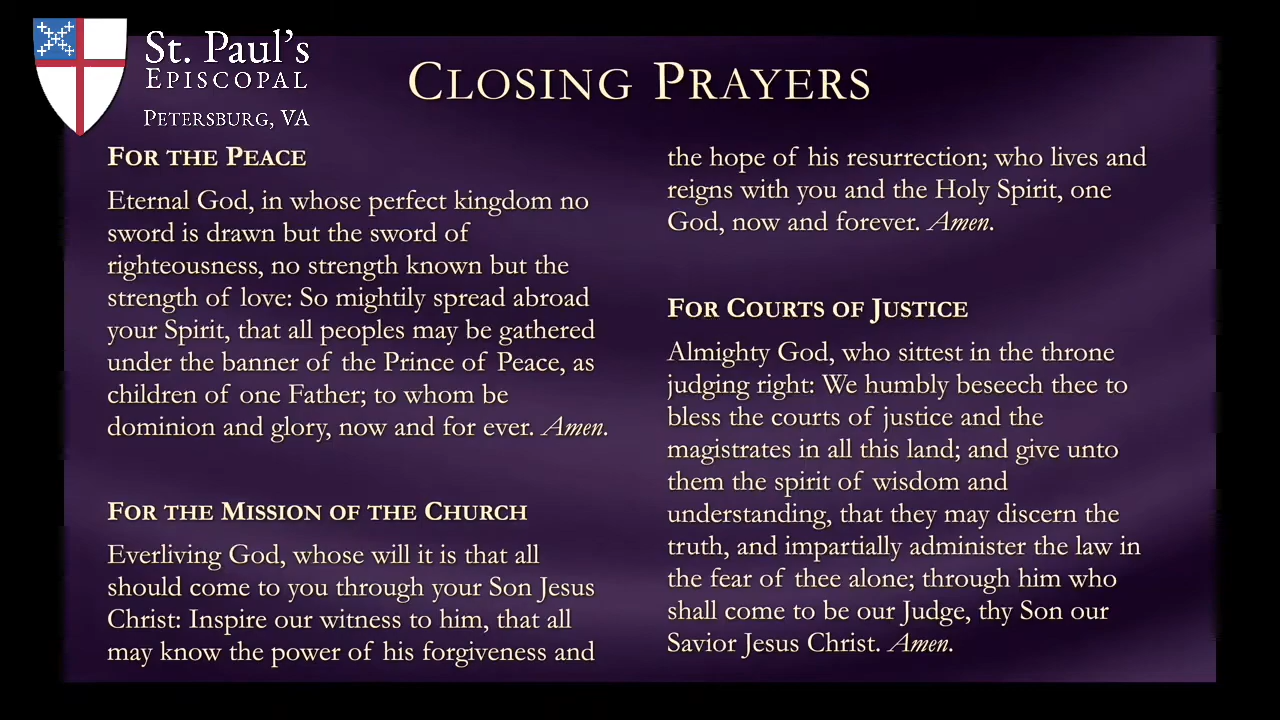 St. Paul's
Episcopal
Petersburg, VA
Closing Prayers
For the Peace
Eternal God, in whose perfect kingdom no
sword is drawn but the sword of
righteousness, no strength known but the
strength of love: So mightily spread abroad
your Spirit, that all peoples may be gathered
under the banner of the Prince of Peace, as
children of one Father; to whom be
dominion and glory, now and for ever. Amen.
For the Mission of the Church
Everliving God, whose will it is that all
should come to you through your Son Jesus
Christ: Inspire our witness to him, that all
may know the power of his forgiveness and
the hope of his resurrection; who lives and
reigns with you and the Holy Spirit, one
God, now and forever. Amen.
For Courts of Justice
Almighty God, who sittest in the throne
judging right: We humbly beseech thee to
bless the courts of justice and the
magistrates in all this land; and give unto
them the spirit of wisdom and
understanding, that they may discern the
truth, and impartially administer the law in
the fear of thee alone; through him who
shall come to be our Judge, thy Son our
Savior Jesus Christ. Amen.